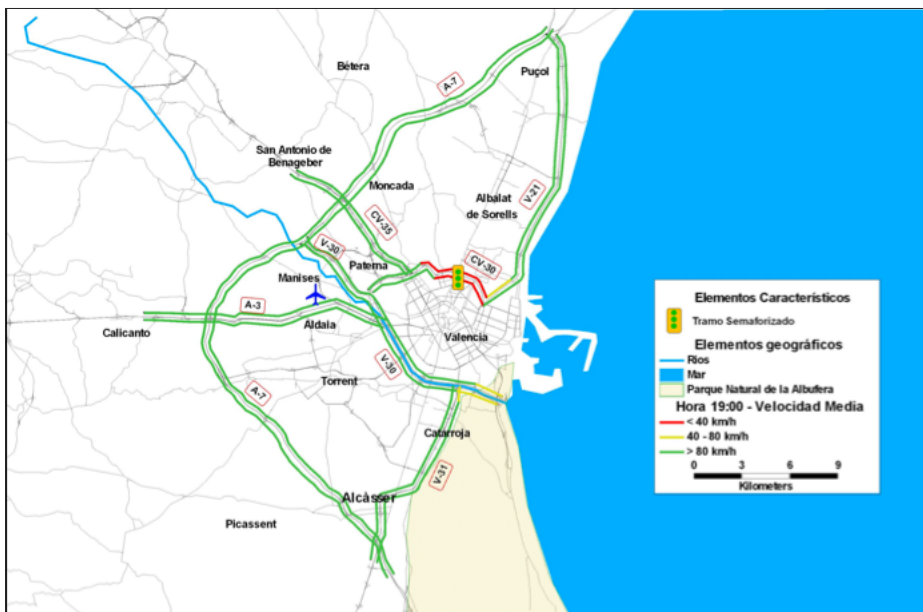 Bétera
Puçol
A-7
San Antonio de
Benageber
Moncada
Albalat
de Sorells
V-21
CV-35
V-30
CV-30
Paterna
Manises
A-3
Calicanto
Aldaia
Valencia
V-30
Torrent
A-7
Catarroja
V-31
Alcàsser
Picassent
Elementos Característicos
Tramo Semaforizado
Elementos geográficos
Rios
Mar
Parque Natural de la Albufera
Hora 19:00 - Velocidad Media
< 40 km/h
40 - 80 km/h
> 80 km/h
0 3 6 9
Kilometers